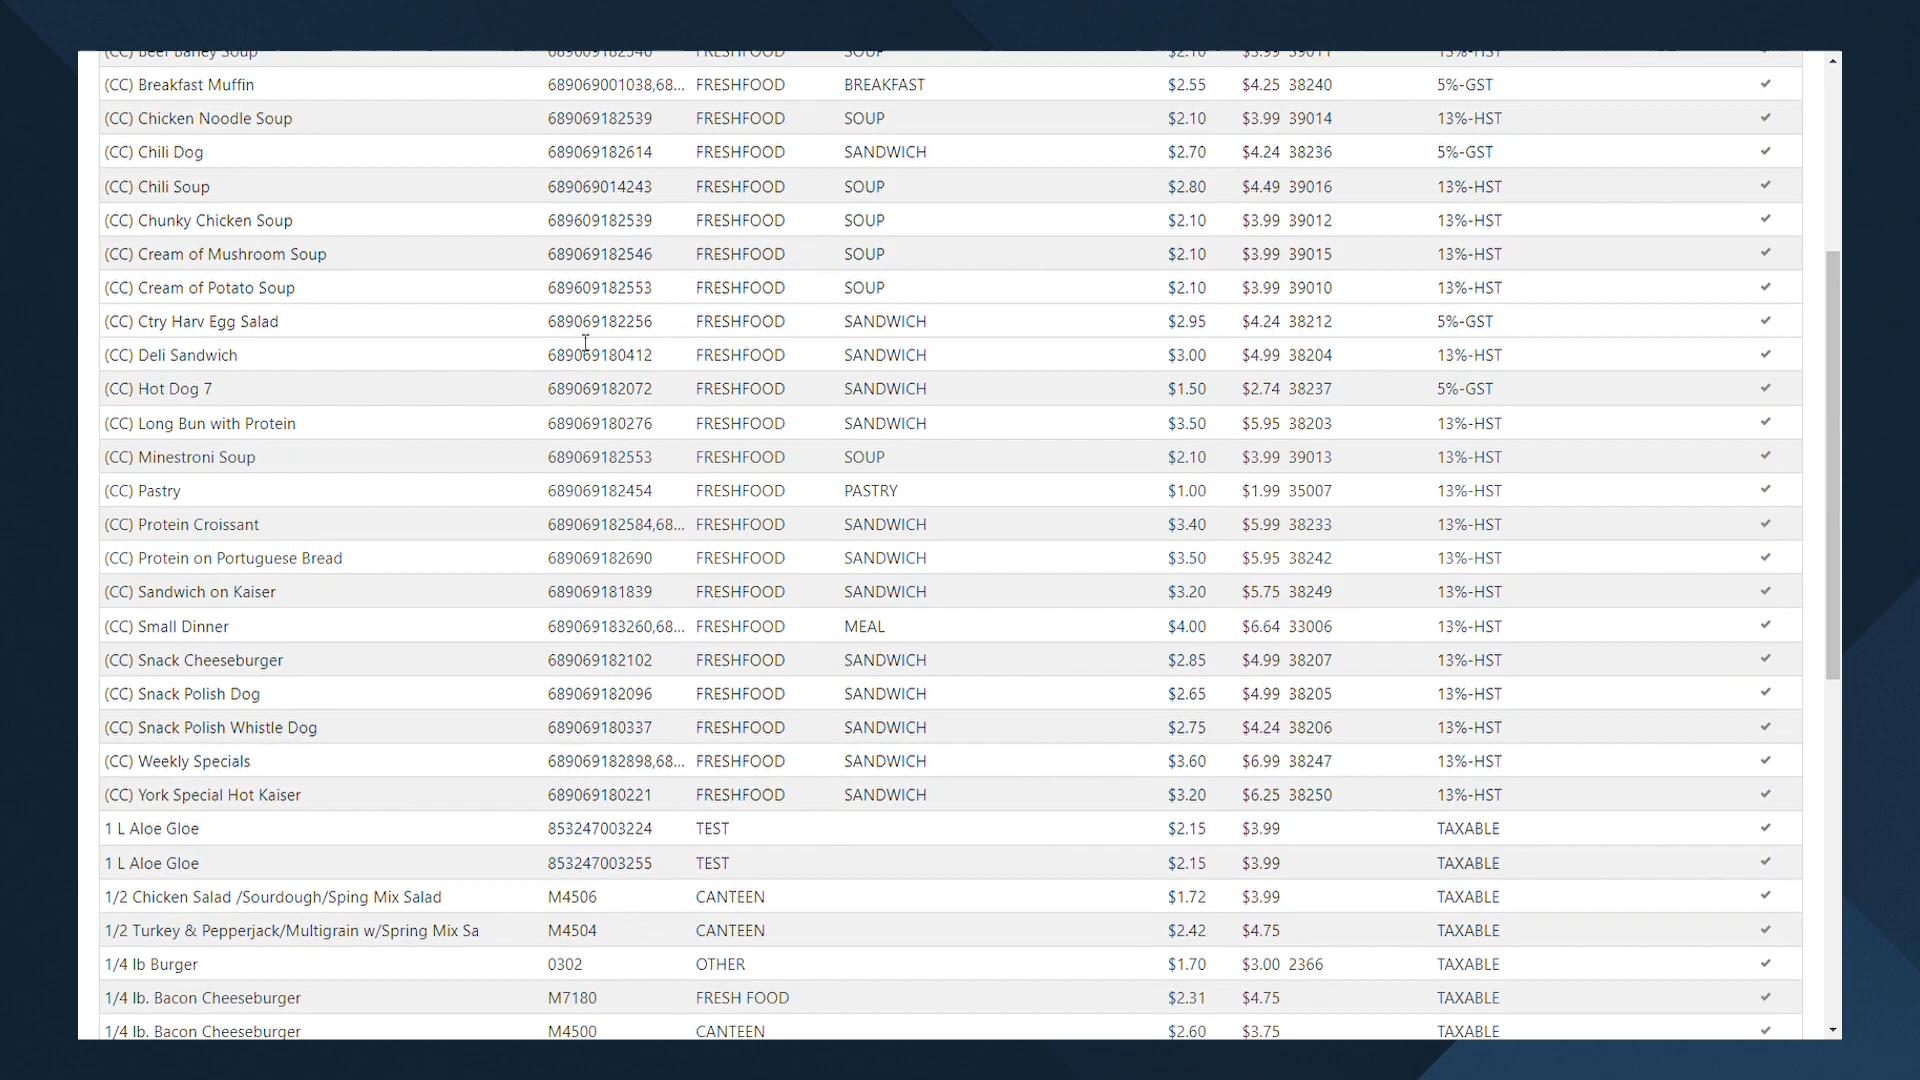 (CC) Beef Barley Soup 689069182546 FRESHFOOD SOUP $2.10 $3.99 39011 13%-HST
(CC) Breakfast Muffin 689069001038,68... FRESHFOOD BREAKFAST $2.55 $4.25 38240 5%-GST
(CC) Chicken Noodle Soup 689069182539 FRESHFOOD SOUP $2.10 $3.99 39014 13%-HST
(CC) Chili Dog 689069182614 FRESHFOOD SANDWICH $2.70 $4.24 38236 5%-GST
(CC) Chili Soup 689069014243 FRESHFOOD SOUP $2.80 $4.49 39016 13%-HST
(CC) Chunky Chicken Soup 689609182539 FRESHFOOD SOUP $2.10 $3.99 39012 13%-HST
(CC) Cream of Mushroom Soup 689069182546 FRESHFOOD SOUP $2.10 $3.99 39015 13%-HST
(CC) Cream of Potato Soup 689609182553 FRESHFOOD SOUP $2.10 $3.99 39010 13%-HST
(CC) Ctry Harv Egg Salad 689069182256 FRESHFOOD SANDWICH $2.95 $4.24 38212 5%-GST
(CC) Deli Sandwich 689069180412 FRESHFOOD SANDWICH $3.00 $4.99 38204 13%-HST
(CC) Hot Dog 7 689069182072 FRESHFOOD SANDWICH $1.50 $2.74 38237 5%-GST
(CC) Long Bun with Protein 689069180276 FRESHFOOD SANDWICH $3.50 $5.95 38203 13%-HST
(CC) Minestroni Soup 689069182553 FRESHFOOD SOUP $2.10 $3.99 39013 13%-HST
(CC) Pastry 689069182454 FRESHFOOD PASTRY $1.00 $1.99 35007 13%-HST
(CC) Protein Croissant 689069182584,68... FRESHFOOD SANDWICH $3.40 $5.99 38233 13%-HST
(CC) Protein on Portuguese Bread 689069182690 FRESHFOOD SANDWICH $3.50 $5.95 38242 13%-HST
(CC) Sandwich on Kaiser 689069181839 FRESHFOOD SANDWICH $3.20 $5.75 38249 13%-HST
(CC) Small Dinner 689069183260,68... FRESHFOOD MEAL $4.00 $6.64 33006 13%-HST
(CC) Snack Cheeseburger 689069182102 FRESHFOOD SANDWICH $2.85 $4.99 38207 13%-HST
(CC) Snack Polish Dog 689069182096 FRESHFOOD SANDWICH $2.65 $4.99 38205 13%-HST
(CC) Snack Polish Whistle Dog 689069180337 FRESHFOOD SANDWICH $2.75 $4.24 38206 13%-HST
(CC) Weekly Specials 689069182898,68... FRESHFOOD SANDWICH $3.60 $6.99 38247 13%-HST
(CC) York Special Hot Kaiser 689069180221 FRESHFOOD SANDWICH $3.20 $6.25 38250 13%-HST
1 L Aloe Gloe 853247003224 TEST $2.15 $3.99 TAXABLE
1 L Aloe Gloe 853247003255 TEST $2.15 $3.99 TAXABLE
1/2 Chicken Salad /Sourdough/Sping Mix Salad M4506 CANTEEN $1.72 $3.99 TAXABLE
1/2 Turkey & Pepperjack/Multigrain w/Spring Mix Sa M4504 CANTEEN $2.42 $4.75 TAXABLE
1/4 lb Burger 0302 OTHER $1.70 $3.00 2366 TAXABLE
1/4 lb. Bacon Cheeseburger M7180 FRESH FOOD $2.31 $4.75 TAXABLE
1/4 lb. Bacon Cheeseburger M4500 CANTEEN $2.60 $3.75 TAXABLE